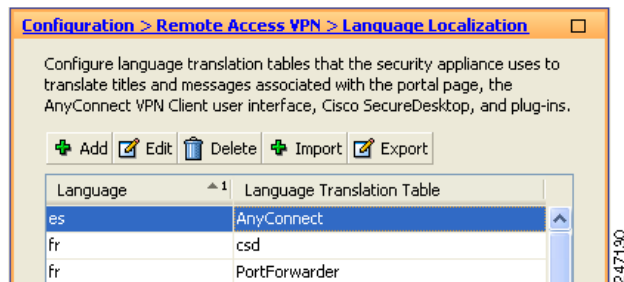 Configuration > Remote Access VPN > Language Localization
Configure language translation tables that the security appliance uses to
translate titles and messages associated with the portal page, the
AnyConnect VPN Client user interface, Cisco SecureDesktop, and plug-ins.
Add Edit Delete Import Export
Language 1 Language Translation Table
es AnyConnect
fr csd
fr PortForwarder
247130